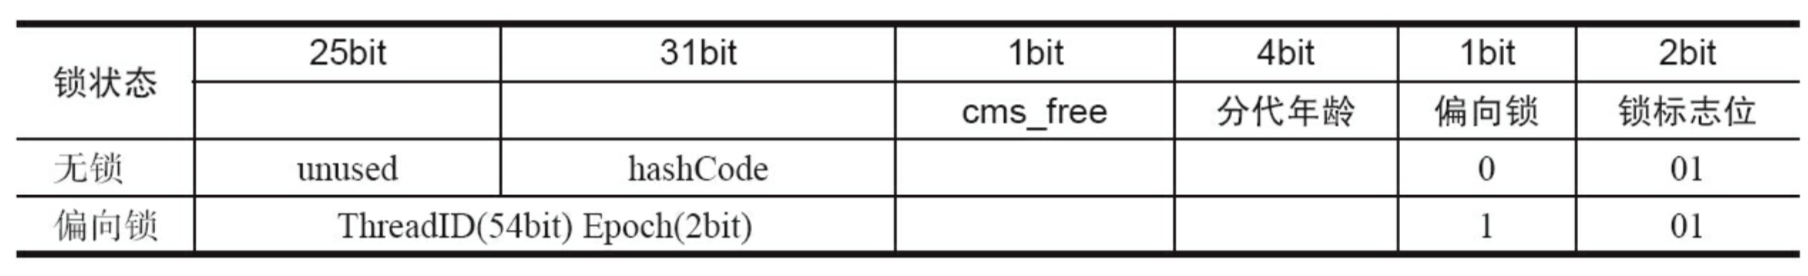 锁状态 25bit 31bit 1bit 4bit 1bit 2bit
cms_free 分代年龄 偏向锁 锁标志位
无锁 unused hashCode 0 01
偏向锁 ThreadID(54bit) Epoch(2bit) 1 01